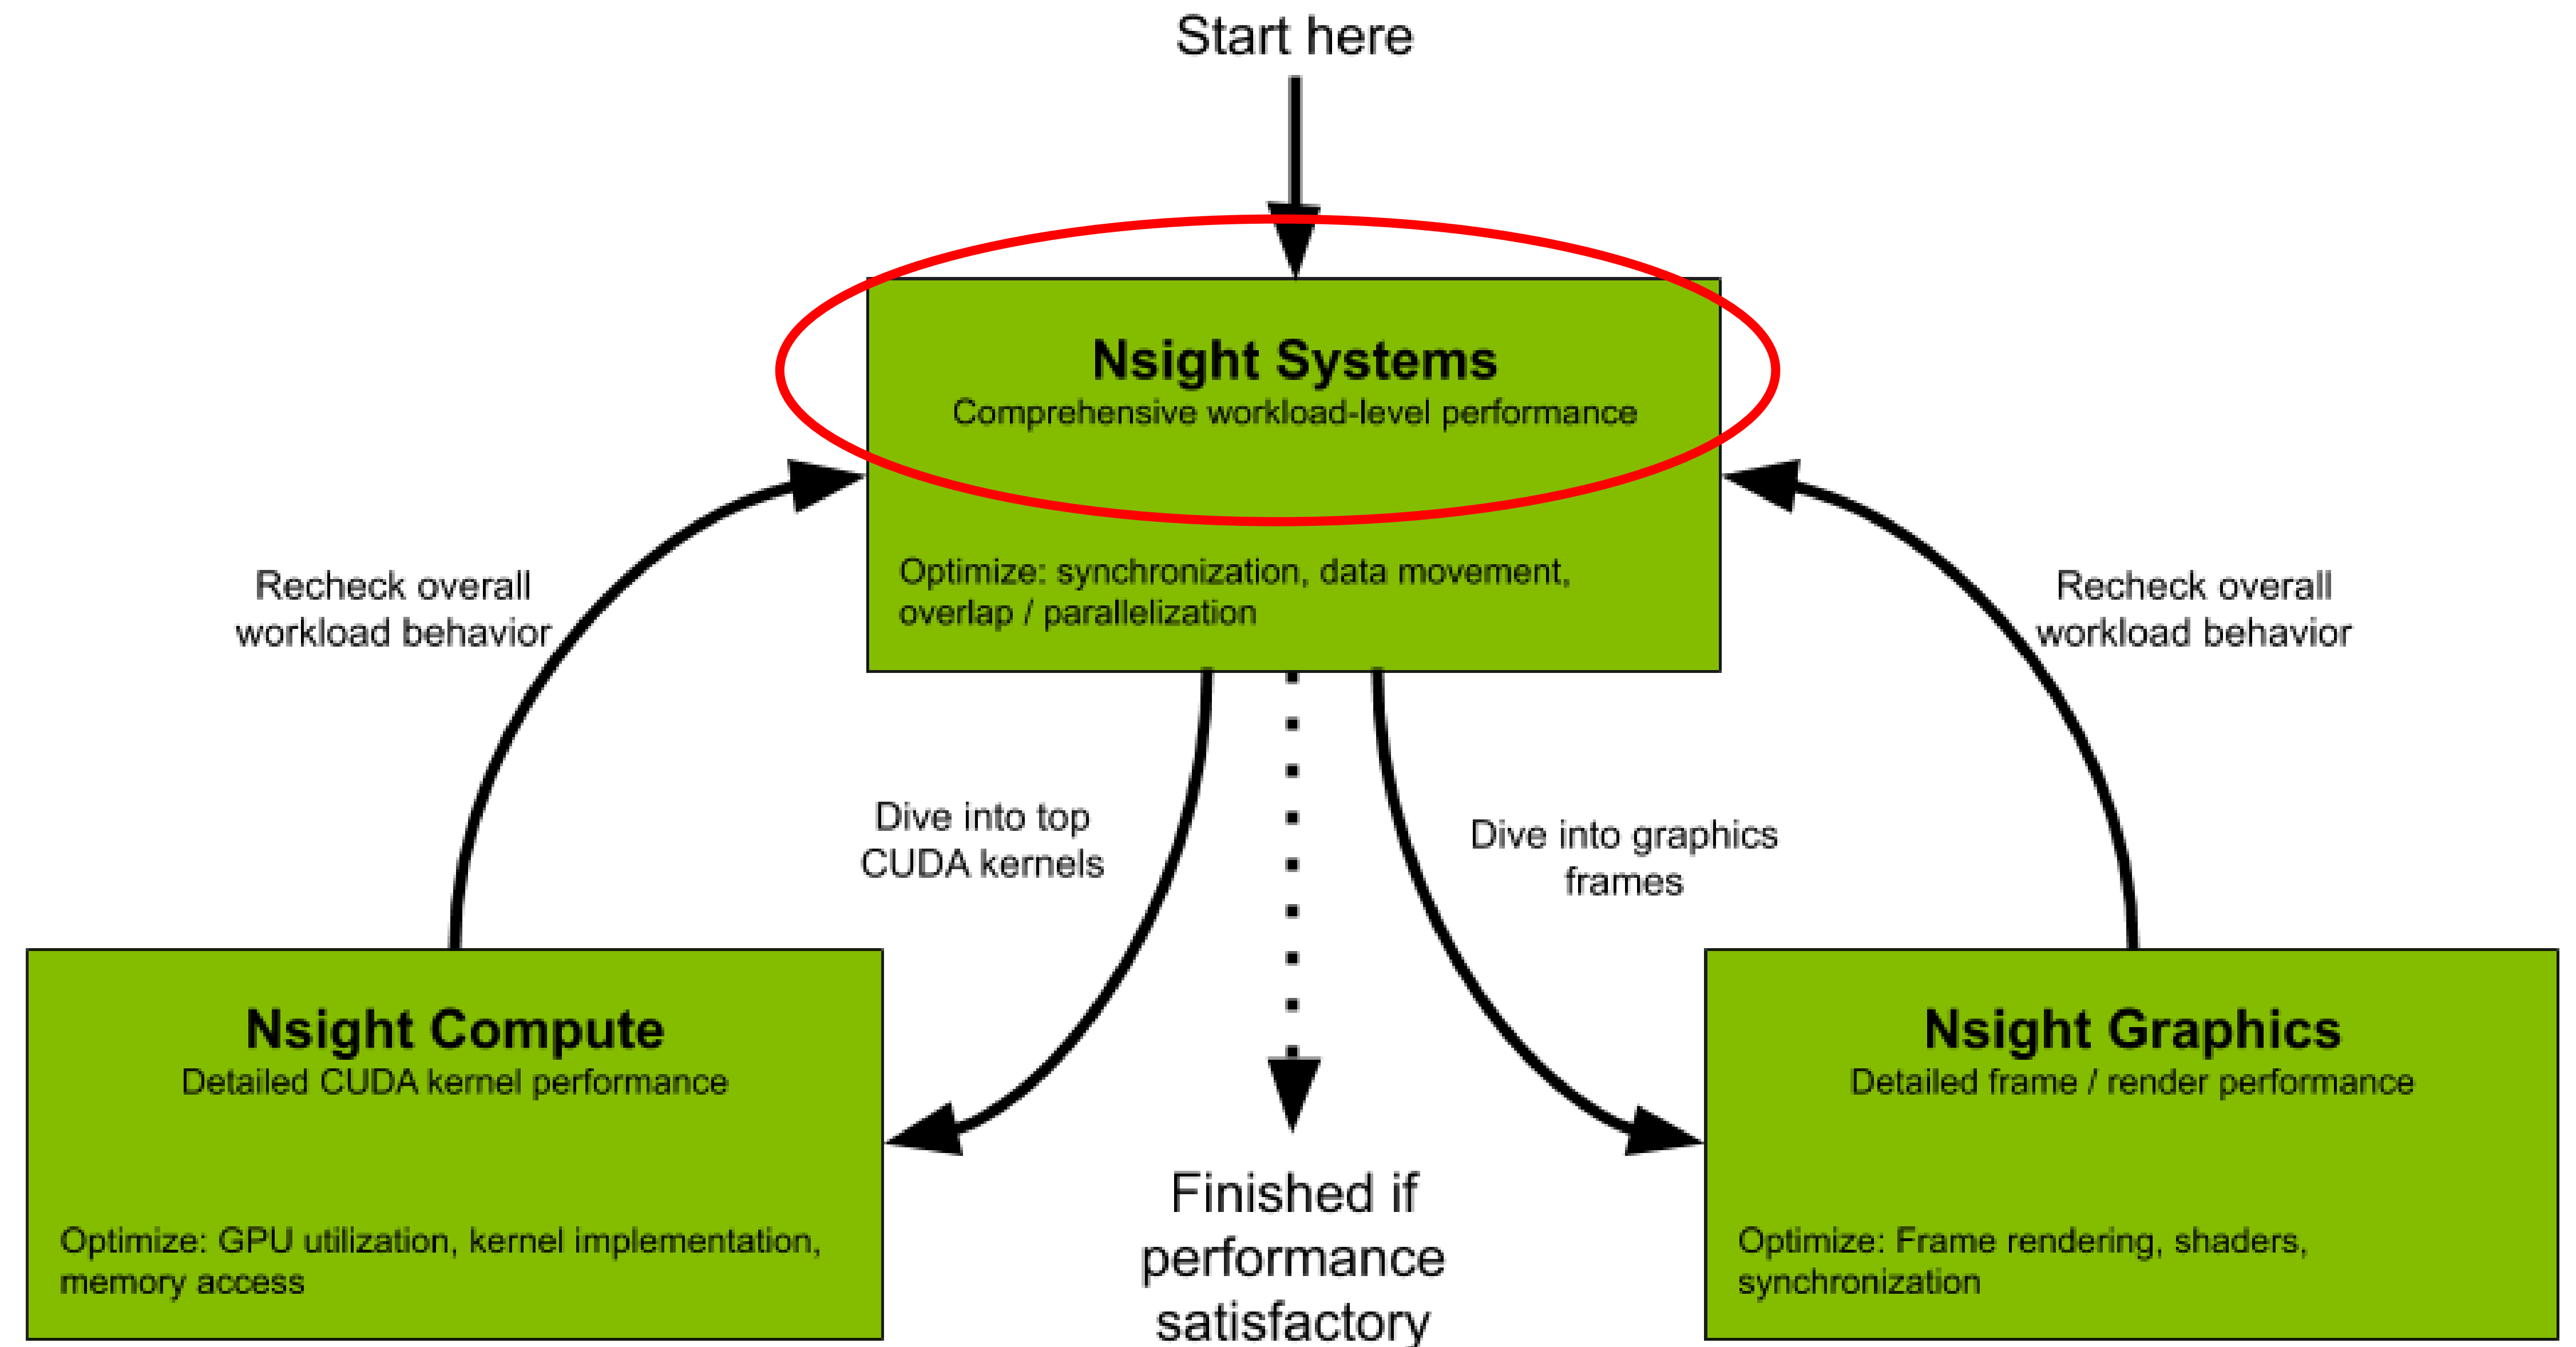 Start here
Nsight Systems
Comprehensive workload-level performance
Optimize: synchronization, data movement,
overlap / parallelization
Recheck overall
workload behavior
Recheck overall
workload behavior
Dive into top
CUDA kernels
Dive into graphics
frames
Nsight Compute
Detailed CUDA kernel performance
Optimize: GPU utilization, kernel implementation,
memory access
Finished if
performance
satisfactory
Nsight Graphics
Detailed frame / render performance
Optimize: Frame rendering, shaders,
synchronization